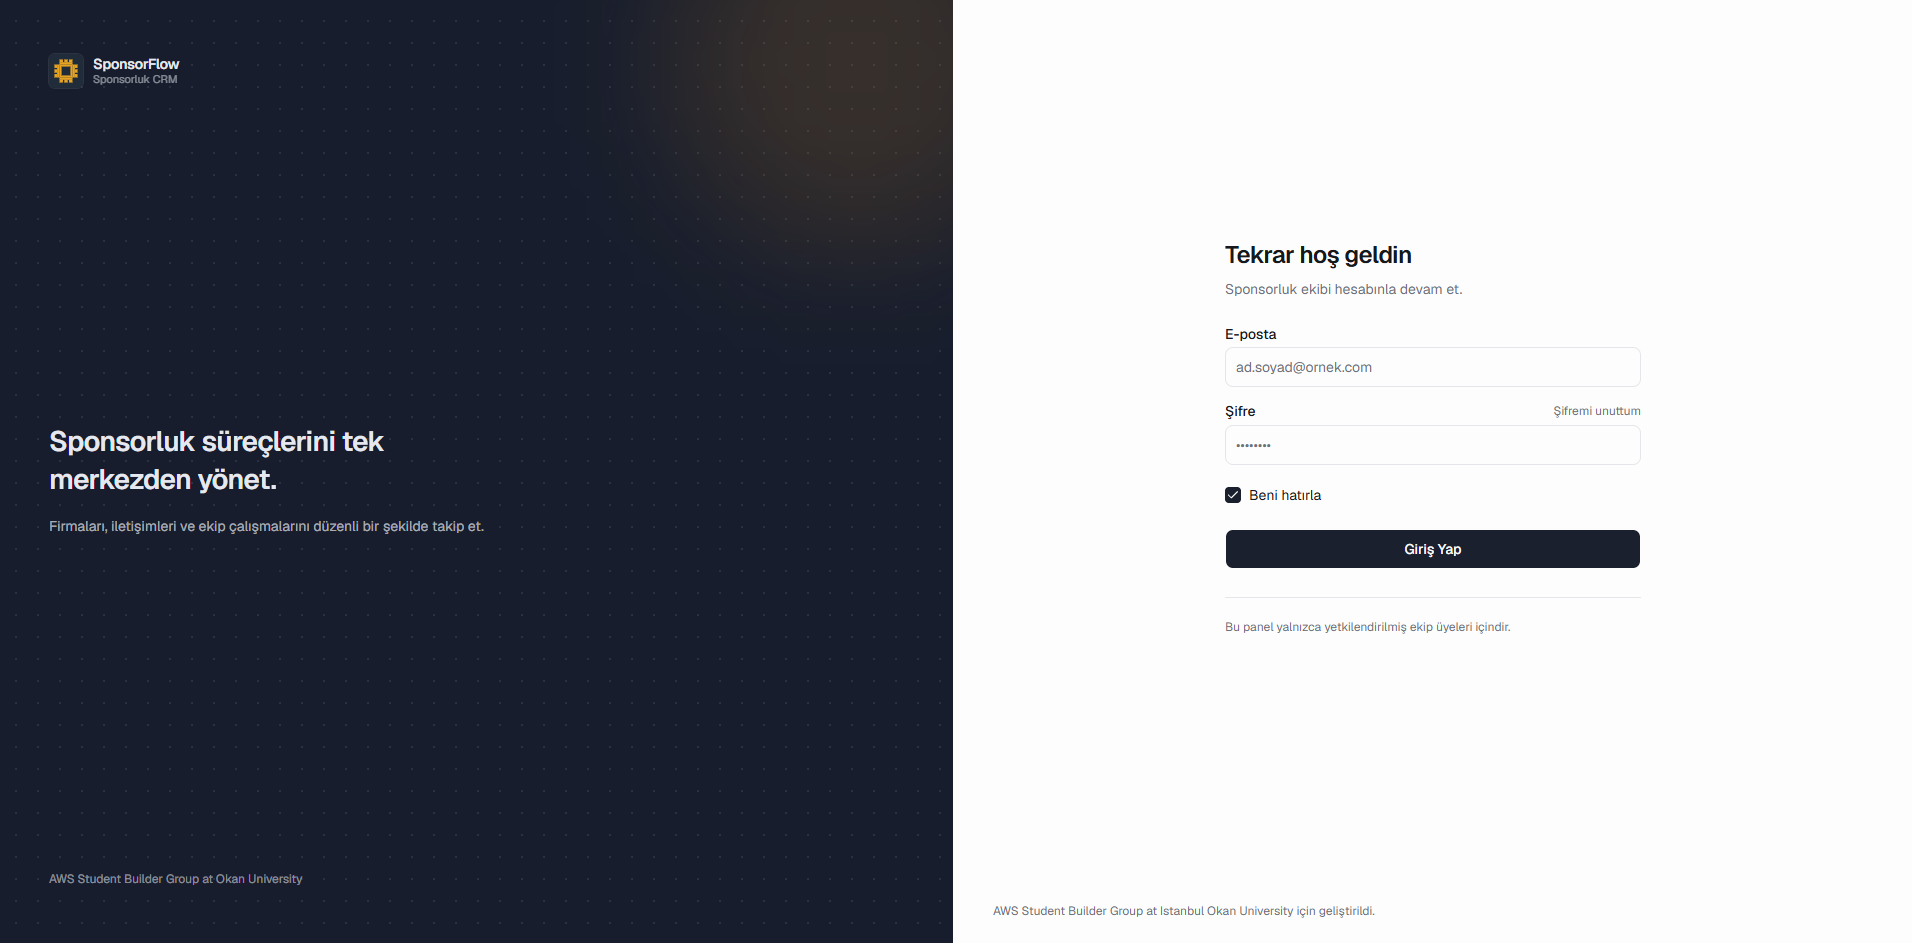 SponsorFlow
Sponsorluk CRM
Sponsorluk süreçlerini tek
merkezden yönet.
Firmaları, iletişimleri ve ekip çalışmalarını düzenli bir şekilde takip et.
AWS Student Builder Group at Okan University
Tekrar hoş geldin
Sponsorluk ekibi hesabınla devam et.
E-posta
ad.soyad@ornek.com
Şifre
Şifremi unuttum
••••••••
Beni hatırla
Giriş Yap
Bu panel yalnızca yetkilendirilmiş ekip üyeleri içindir.
AWS Student Builder Group at Istanbul Okan University için geliştirildi.